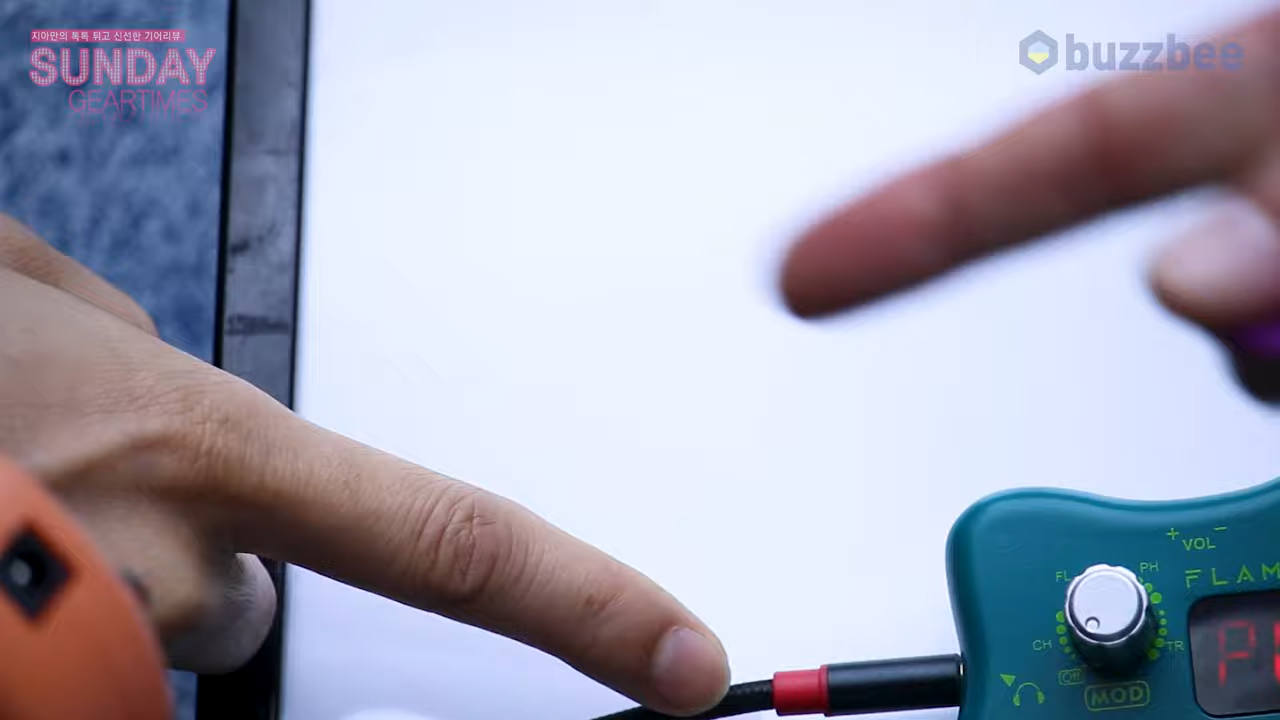 지아만의 톡톡 튀고 신선한 기어리뷰
SUNDAY
GEARTIMES
buzzbee
+ VOL −
FL
PH
CH
TR
Off
MOD